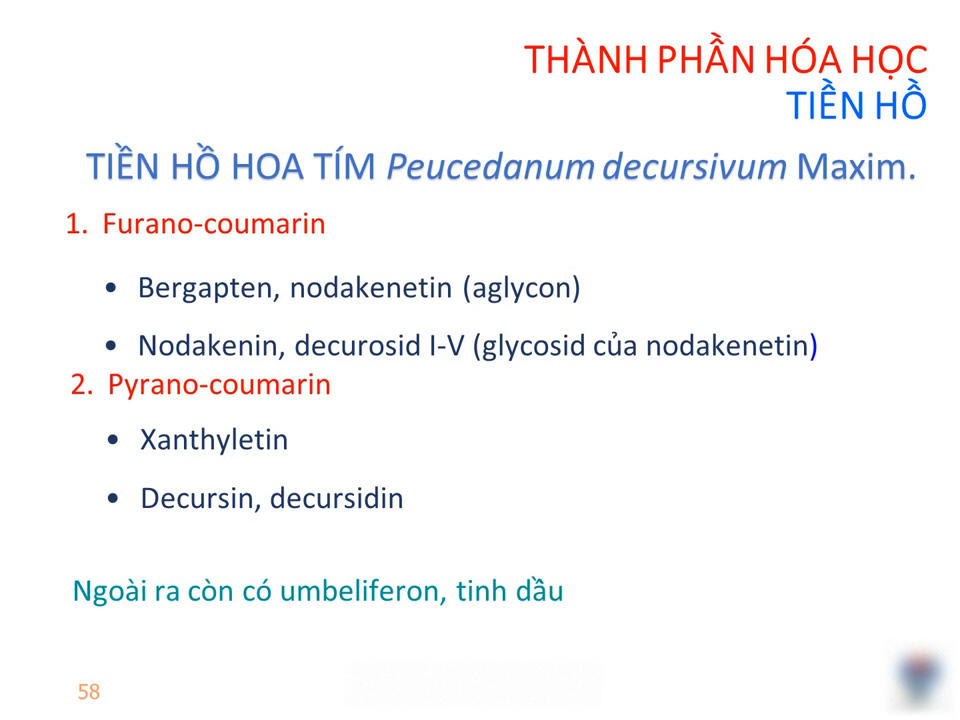 THÀNH PHẦN HÓA HỌC
TIỀN HỒ
TIỀN HỒ HOA TÍM Peucedanum decursivum Maxim.
1. Furano-coumarin
• Bergapten, nodakenetin (aglycon)
• Nodakenin, decurosid I-V (glycosid của nodakenetin)
2. Pyrano-coumarin
• Xanthyletin
• Decursin, decursidin
Ngoài ra còn có umbeliferon, tinh dầu
58